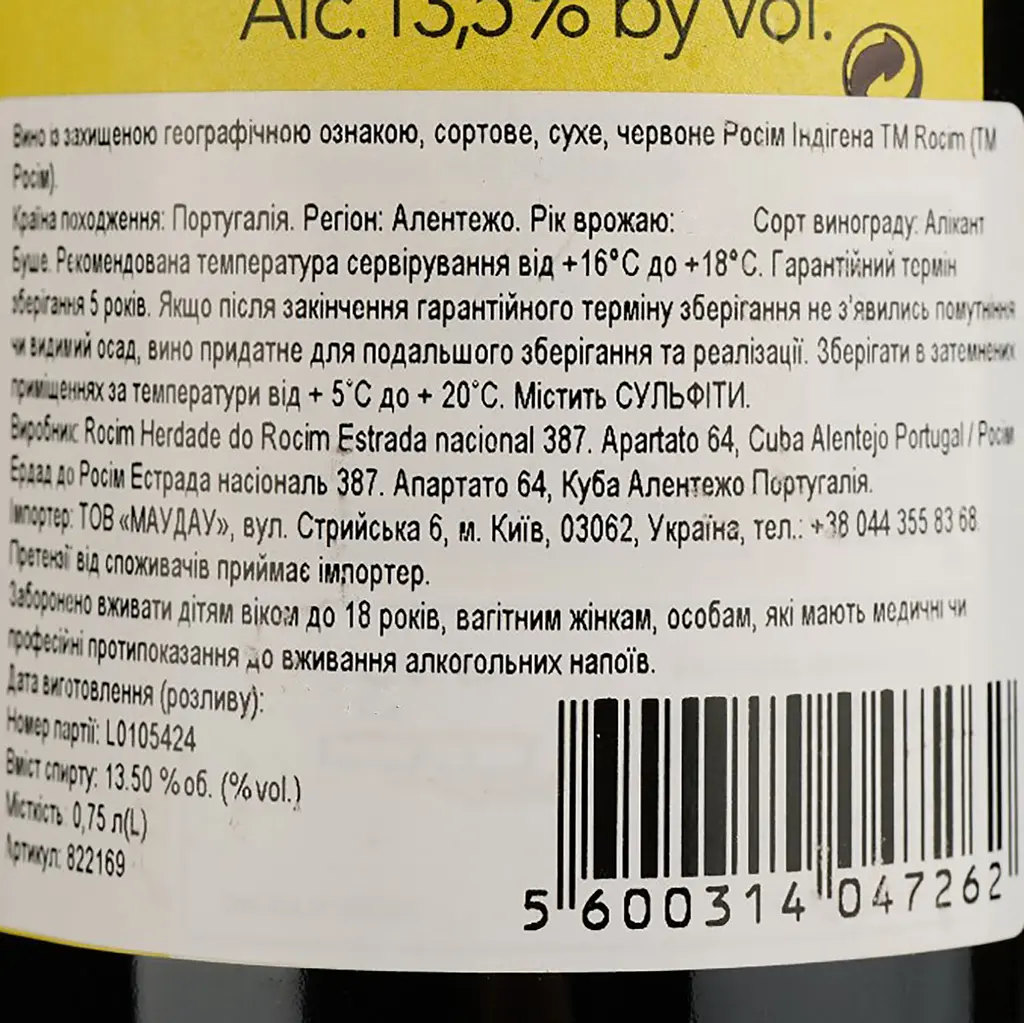 Alc. 13,5% by vol.
Вино із захищеною географічною ознакою, сортове, сухе, червоне Росім Індігена ТМ Rocim (ТМ
Росім).
Країна походження: Португалія. Регіон: Алентежо. Рік врожаю: Сорт винограду: Алікант
Буше. Рекомендована температура сервірування від +16°С до +18°С. Гарантійний термін
зберігання 5 років. Якщо після закінчення гарантійного терміну зберігання не з'явились помутніння
чи видимий осад, вино придатне для подальшого зберігання та реалізації. Зберігати в затемнених
приміщеннях за температури від + 5°С до + 20°С. Містить СУЛЬФІТИ.
Виробник: Rocim Herdade do Rocim Estrada nacional 387. Apartato 64, Cuba Alentejo Portugal / Росім
Ердад до Росім Естрада насіональ 387. Апартато 64, Куба Алентежо Португалія.
Імпортер: ТОВ «МАУДАУ», вул. Стрийська 6, м. Київ, 03062, Україна, тел.: +38 044 355 83 68
Претензії від споживачів приймає імпортер.
Заборонено вживати дітям віком до 18 років, вагітним жінкам, особам, які мають медичні чи
професійні протипоказання до вживання алкогольних напоїв.
Дата виготовлення (розливу):
Номер партії: L0105424
Вміст спирту: 13.50 % об. (% vol.)
Місткість: 0,75 л(L)
Артикул: 822169
5 600314 047262